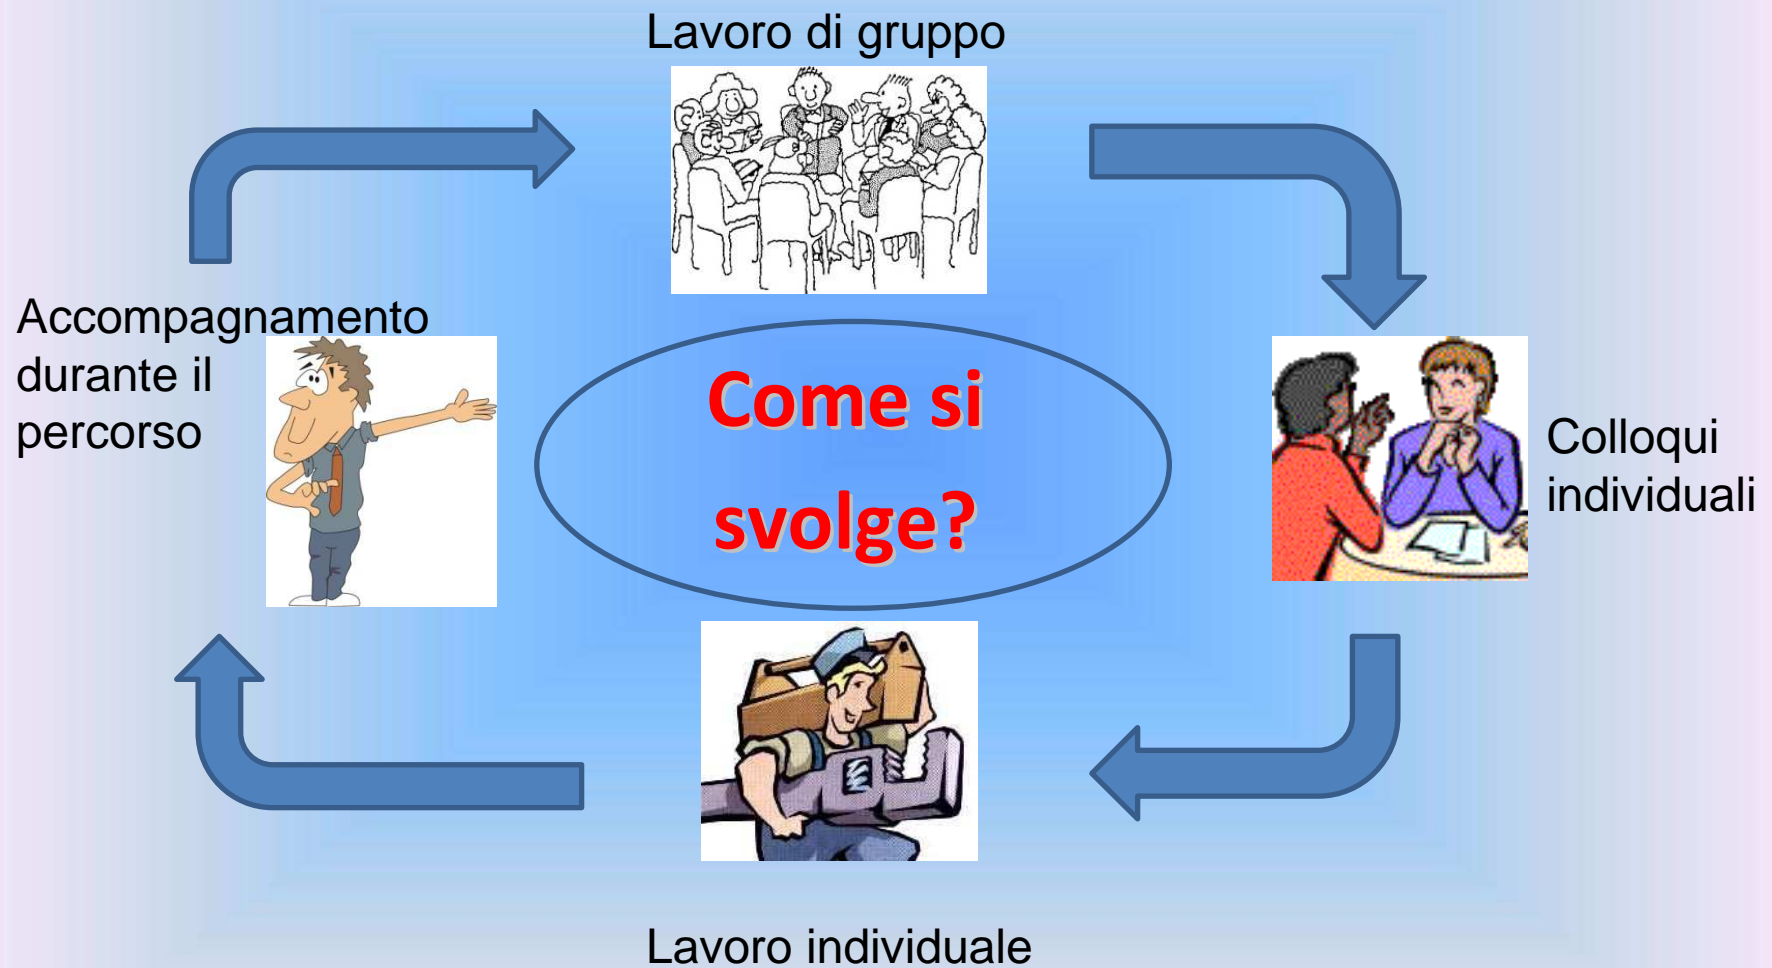 Lavoro di gruppo
Accompagnamento
durante il
percorso
Come si
svolge?
Colloqui
individuali
Lavoro individuale